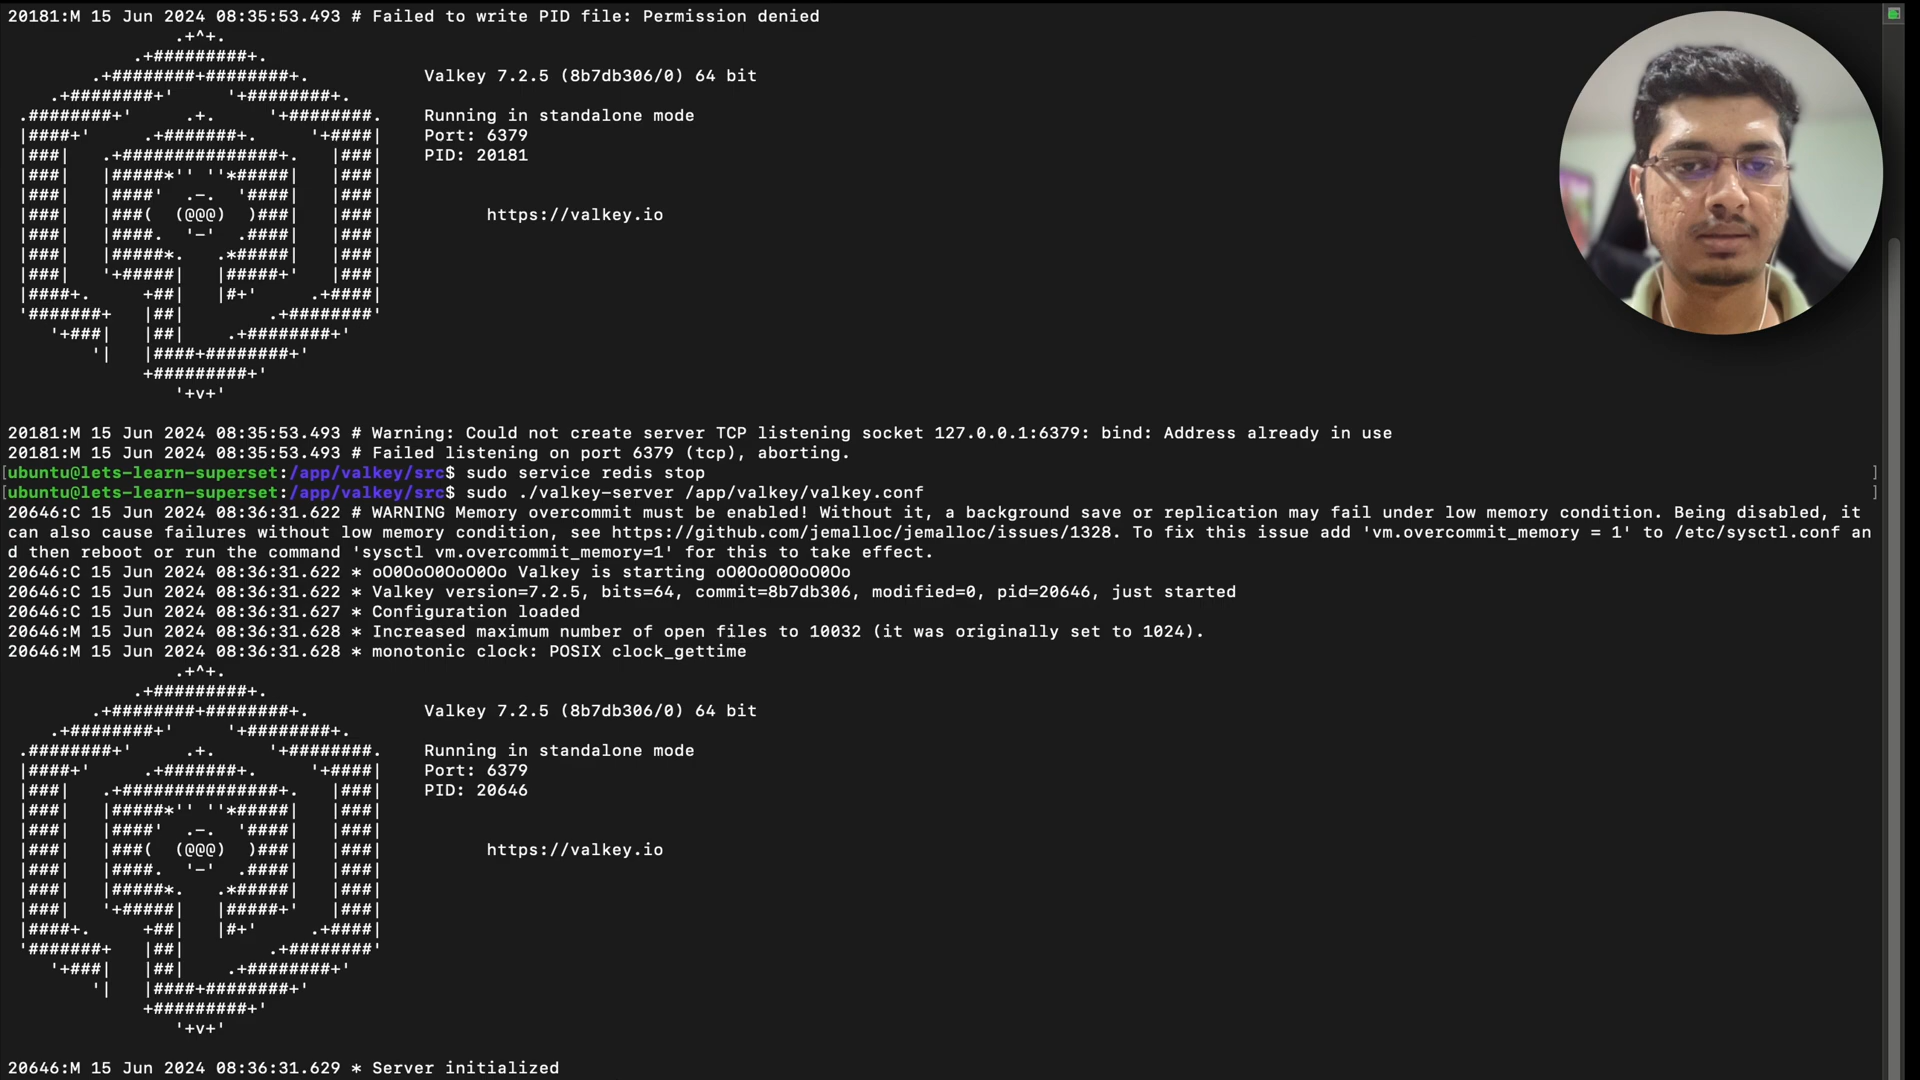 20181:M 15 Jun 2024 08:35:53.493 # Failed to write PID file: Permission denied
                .+^+.
            .+#########+.
        .+########+########+.           Valkey 7.2.5 (8b7db306/0) 64 bit
    .+########+'     '+########+.
 .########+'     .+.     '+########.    Running in standalone mode
 |####+'     .+#######+.     '+####|    Port: 6379
 |###|   .+###############+.   |###|    PID: 20181
 |###|   |#####*'' ''*#####|   |###|
 |###|   |####'  .-.  '####|   |###|
 |###|   |###(  (@@@)  )###|   |###|          https://valkey.io
 |###|   |####.  '-'  .####|   |###|
 |###|   |#####*.   .*#####|   |###|
 |###|   '+#####|   |#####+'   |###|
 |####+.     +##|   |#+'     .+####|
 '#######+   |##|        .+########'
    '+###|   |##|    .+########+'
        '|   |####+########+'
             +#########+'
                '+v+'
20181:M 15 Jun 2024 08:35:53.493 # Warning: Could not create server TCP listening socket 127.0.0.1:6379: bind: Address already in use
20181:M 15 Jun 2024 08:35:53.493 # Failed listening on port 6379 (tcp), aborting.
[ubuntu@lets-learn-superset:/app/valkey/src$ sudo service redis stop ]
[ubuntu@lets-learn-superset:/app/valkey/src$ sudo ./valkey-server /app/valkey/valkey.conf ]
20646:C 15 Jun 2024 08:36:31.622 # WARNING Memory overcommit must be enabled! Without it, a background save or replication may fail under low memory condition. Being disabled, it
can also cause failures without low memory condition, see https://github.com/jemalloc/jemalloc/issues/1328. To fix this issue add 'vm.overcommit_memory = 1' to /etc/sysctl.conf an
d then reboot or run the command 'sysctl vm.overcommit_memory=1' for this to take effect.
20646:C 15 Jun 2024 08:36:31.622 * oO0OoO0OoO0Oo Valkey is starting oO0OoO0OoO0Oo
20646:C 15 Jun 2024 08:36:31.622 * Valkey version=7.2.5, bits=64, commit=8b7db306, modified=0, pid=20646, just started
20646:C 15 Jun 2024 08:36:31.627 * Configuration loaded
20646:M 15 Jun 2024 08:36:31.628 * Increased maximum number of open files to 10032 (it was originally set to 1024).
20646:M 15 Jun 2024 08:36:31.628 * monotonic clock: POSIX clock_gettime
                .+^+.
            .+#########+.
        .+########+########+.           Valkey 7.2.5 (8b7db306/0) 64 bit
    .+########+'     '+########+.
 .########+'     .+.     '+########.    Running in standalone mode
 |####+'     .+#######+.     '+####|    Port: 6379
 |###|   .+###############+.   |###|    PID: 20646
 |###|   |#####*'' ''*#####|   |###|
 |###|   |####'  .-.  '####|   |###|
 |###|   |###(  (@@@)  )###|   |###|          https://valkey.io
 |###|   |####.  '-'  .####|   |###|
 |###|   |#####*.   .*#####|   |###|
 |###|   '+#####|   |#####+'   |###|
 |####+.     +##|   |#+'     .+####|
 '#######+   |##|        .+########'
    '+###|   |##|    .+########+'
        '|   |####+########+'
             +#########+'
                '+v+'
20646:M 15 Jun 2024 08:36:31.629 * Server initialized